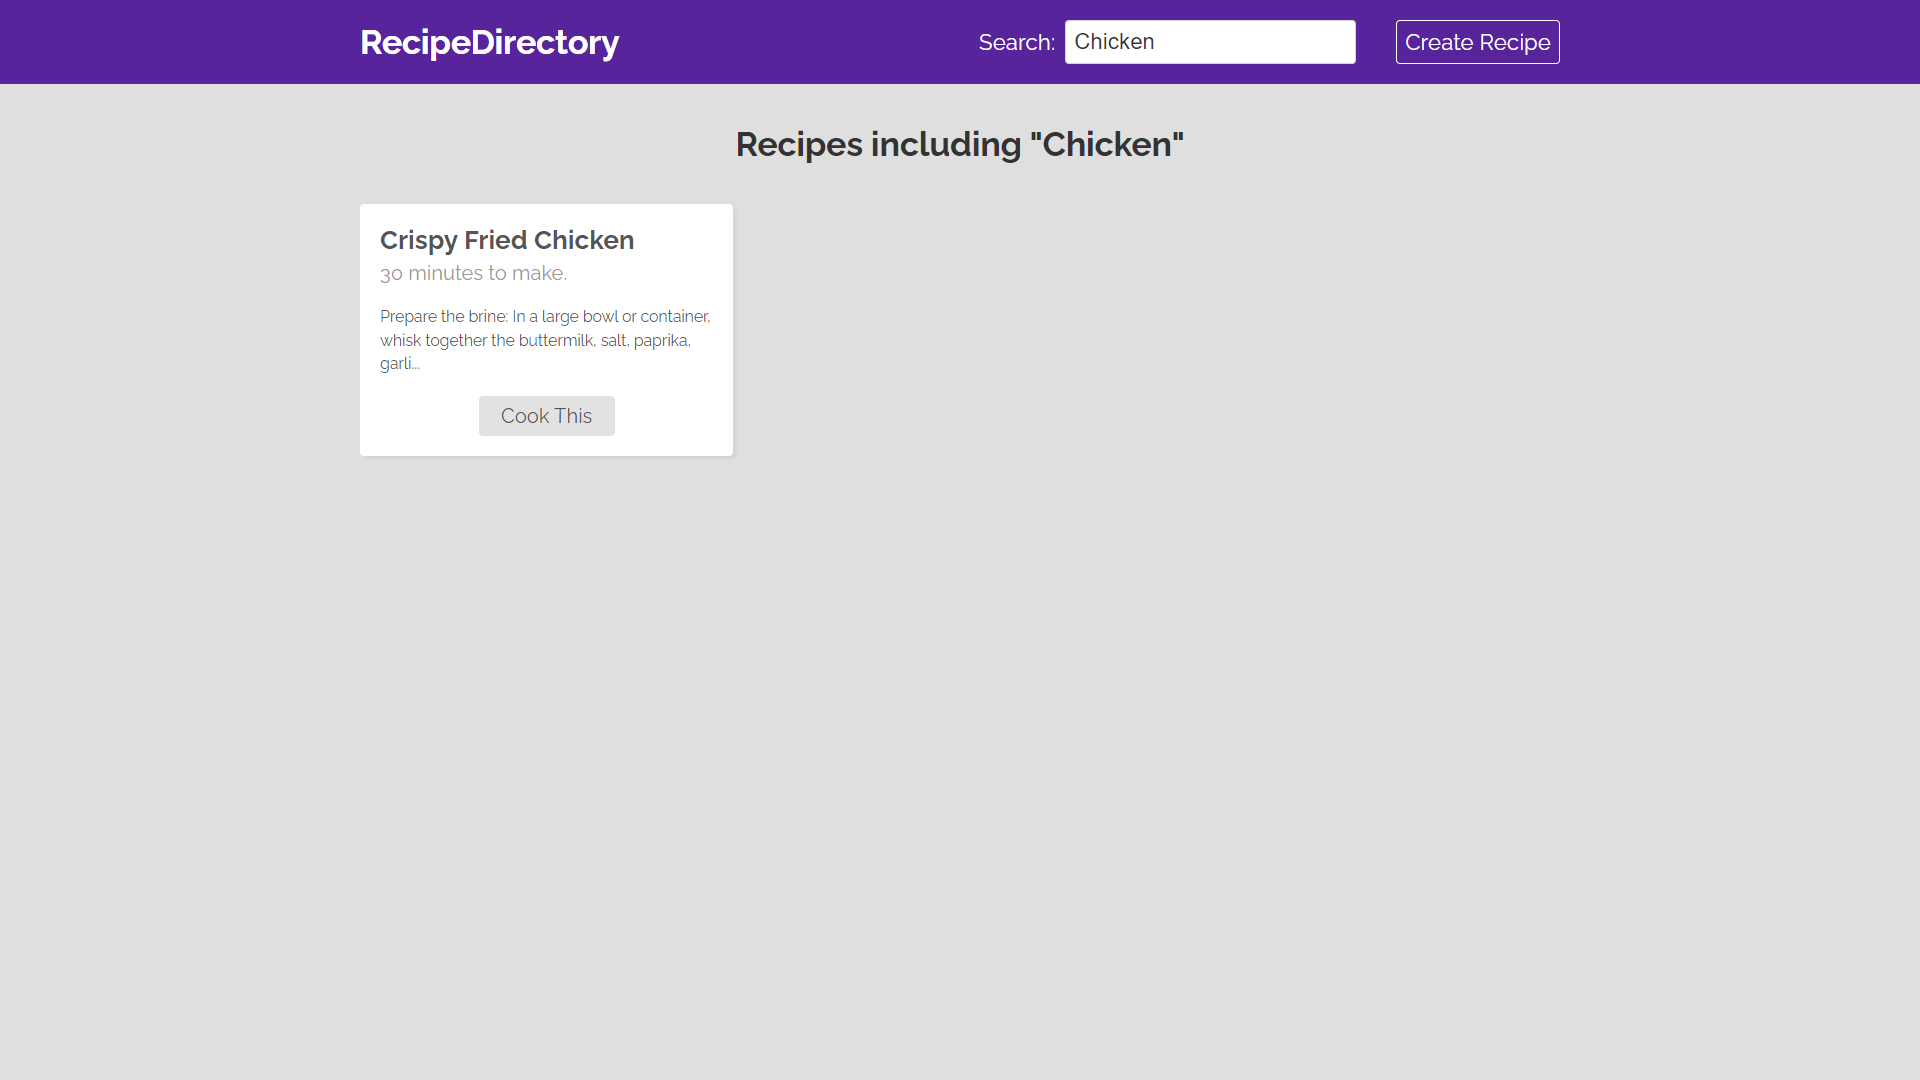 RecipeDirectory
Search: Chicken
Create Recipe
Recipes including "Chicken"
Crispy Fried Chicken
30 minutes to make.
Prepare the brine: In a large bowl or container,
whisk together the buttermilk, salt, paprika,
garli...
Cook This